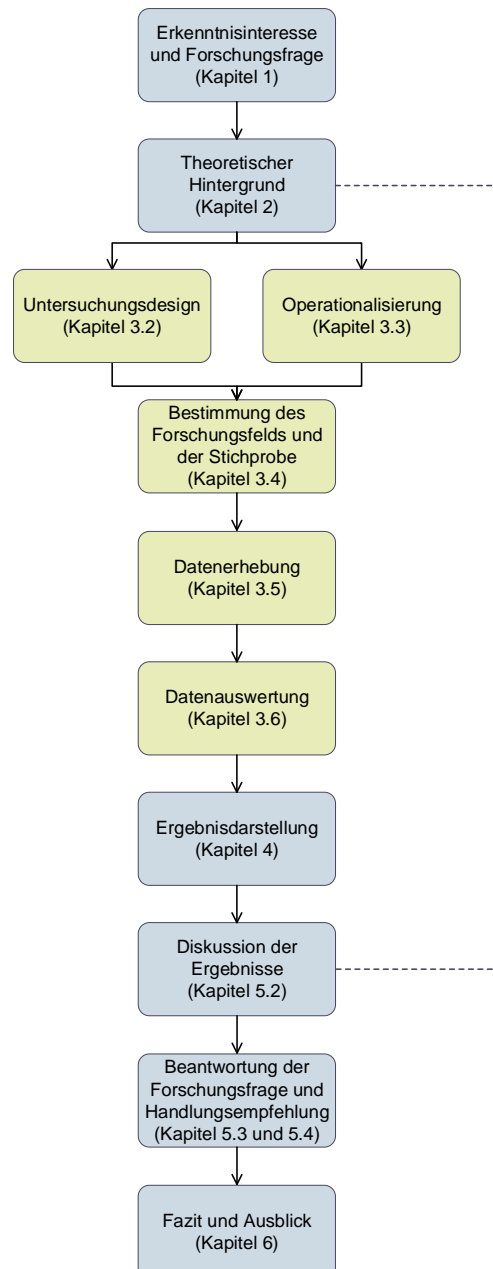 Erkenntnisinteresse
und Forschungsfrage
(Kapitel 1)
Theoretischer
Hintergrund
(Kapitel 2)
Untersuchungsdesign
(Kapitel 3.2)
Operationalisierung
(Kapitel 3.3)
Bestimmung des
Forschungsfelds und
der Stichprobe
(Kapitel 3.4)
Datenerhebung
(Kapitel 3.5)
Datenauswertung
(Kapitel 3.6)
Ergebnisdarstellung
(Kapitel 4)
Diskussion der
Ergebnisse
(Kapitel 5.2)
Beantwortung der
Forschungsfrage und
Handlungsempfehlung
(Kapitel 5.3 und 5.4)
Fazit und Ausblick
(Kapitel 6)